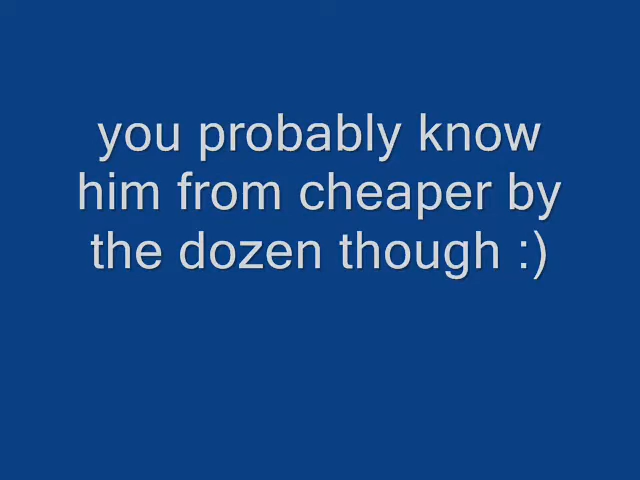 you probably know
him from cheaper by
the dozen though :)